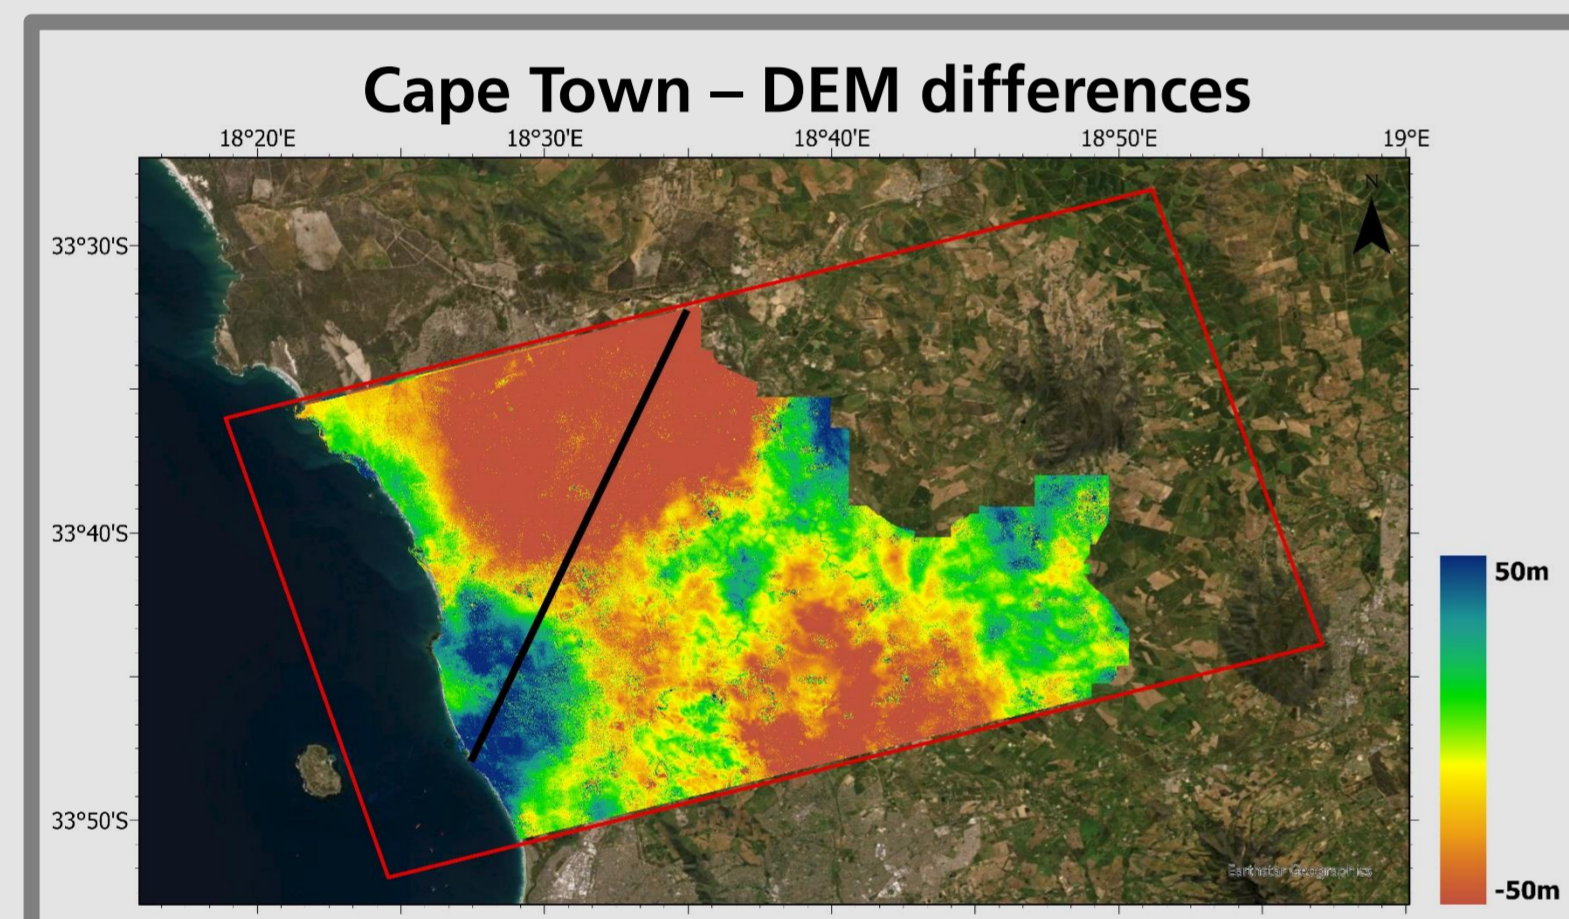 Cape Town – DEM differences
18°20'E 18°30'E 18°40'E 18°50'E 19°E
N
33°30'S
33°40'S
50m
33°50'S
Earthstar Geographics
-50m